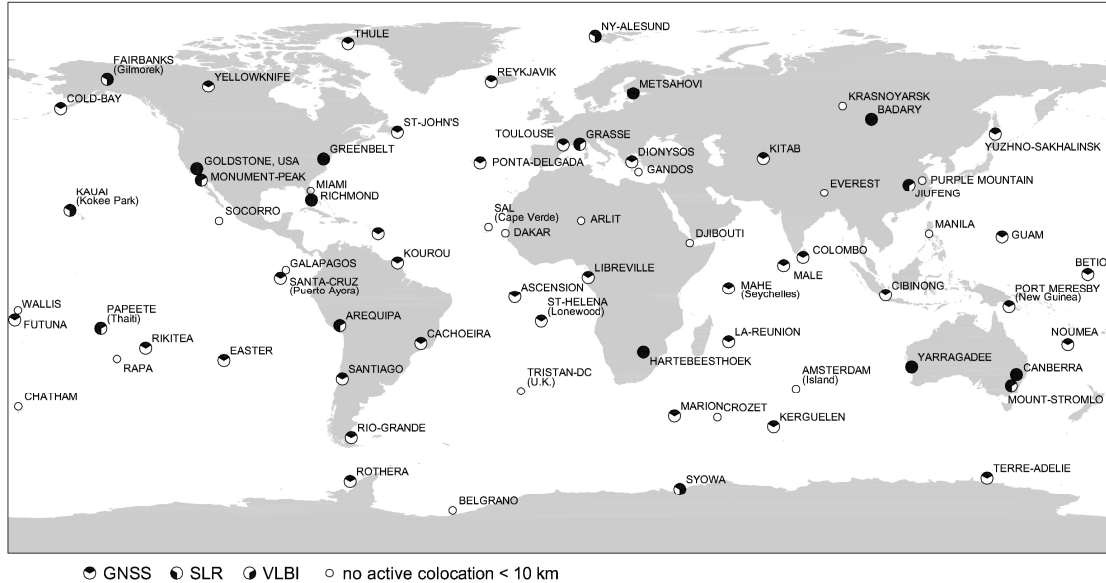 THULE
NY-ALESUND
FAIRBANKS
(Gilmorek)
YELLOWKNIFE
REYKJAVIK
METSAHOVI
COLD-BAY
KRASNOYARSK
BADARY
ST-JOHN'S
TOULOUSE
GRASSE
YUZHNO-SAKHALINSK
GREENBELT
PONTA-DELGADA
DIONYSOS
GANDOS
KITAB
GOLDSTONE, USA
MONUMENT-PEAK
MIAMI
RICHMOND
EVEREST
PURPLE MOUNTAIN
JIUFENG
KAUAI
(Kokee Park)
SOCORRO
SAL
(Cape Verde)
DAKAR
ARLIT
DJIBOUTI
MANILA
GUAM
KOUROU
COLOMBO
MALE
BETIO
GALAPAGOS
SANTA-CRUZ
(Puerto Ayora)
LIBREVILLE
ASCENSION
MAHE
(Seychelles)
CIBINONG
PORT MERESBY
(New Guinea)
WALLIS
FUTUNA
PAPEETE
(Thaiti)
AREQUIPA
ST-HELENA
(Lonewood)
RIKITEA
CACHOEIRA
LA-REUNION
NOUMEA
RAPA
EASTER
SANTIAGO
HARTEBEESTHOEK
YARRAGADEE
CANBERRA
MOUNT-STROMLO
CHATHAM
TRISTAN-DC
(U.K.)
AMSTERDAM
(Island)
MARION
CROZET
KERGUELEN
RIO-GRANDE
ROTHERA
SYOWA
TERRE-ADELIE
BELGRANO
GNSS SLR VLBI no active colocation < 10 km